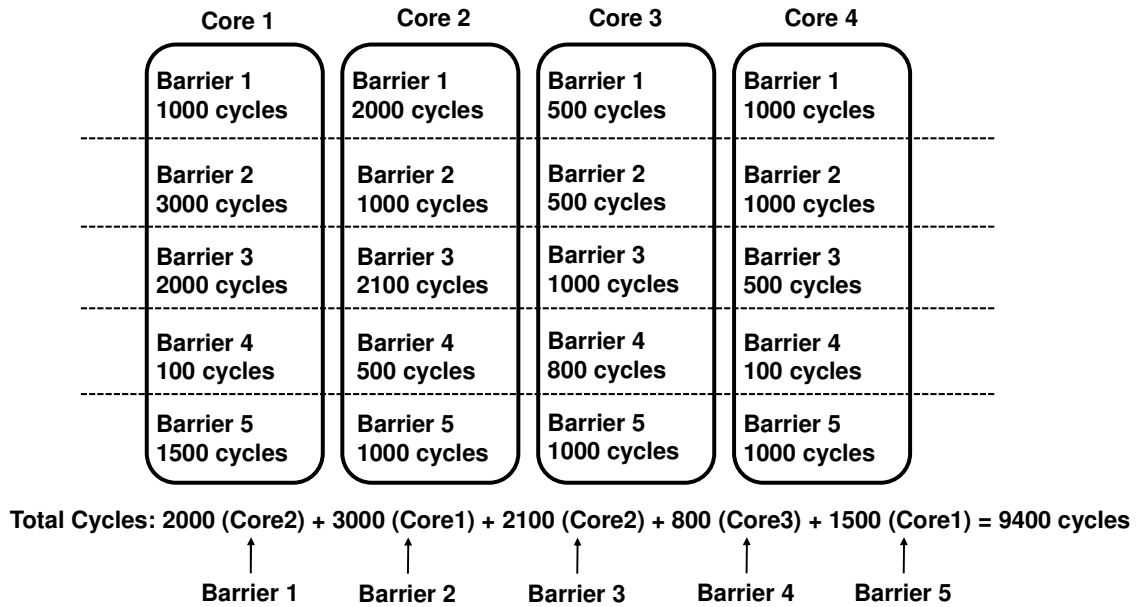 Core 1 Core 2 Core 3 Core 4
Barrier 1 Barrier 1 Barrier 1 Barrier 1
1000 cycles 2000 cycles 500 cycles 1000 cycles
Barrier 2 Barrier 2 Barrier 2 Barrier 2
3000 cycles 1000 cycles 500 cycles 1000 cycles
Barrier 3 Barrier 3 Barrier 3 Barrier 3
2000 cycles 2100 cycles 1000 cycles 500 cycles
Barrier 4 Barrier 4 Barrier 4 Barrier 4
100 cycles 500 cycles 800 cycles 100 cycles
Barrier 5 Barrier 5 Barrier 5 Barrier 5
1500 cycles 1000 cycles 1000 cycles 1000 cycles
Total Cycles: 2000 (Core2) + 3000 (Core1) + 2100 (Core2) + 800 (Core3) + 1500 (Core1) = 9400 cycles
Barrier 1 Barrier 2 Barrier 3 Barrier 4 Barrier 5